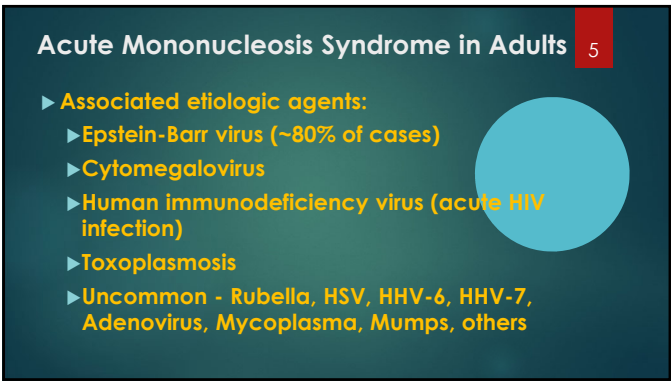 Acute Mononucleosis Syndrome in Adults
5
Associated etiologic agents:
Epstein-Barr virus (~80% of cases)
Cytomegalovirus
Human immunodeficiency virus (acute HIV
infection)
Toxoplasmosis
Uncommon - Rubella, HSV, HHV-6, HHV-7,
Adenovirus, Mycoplasma, Mumps, others